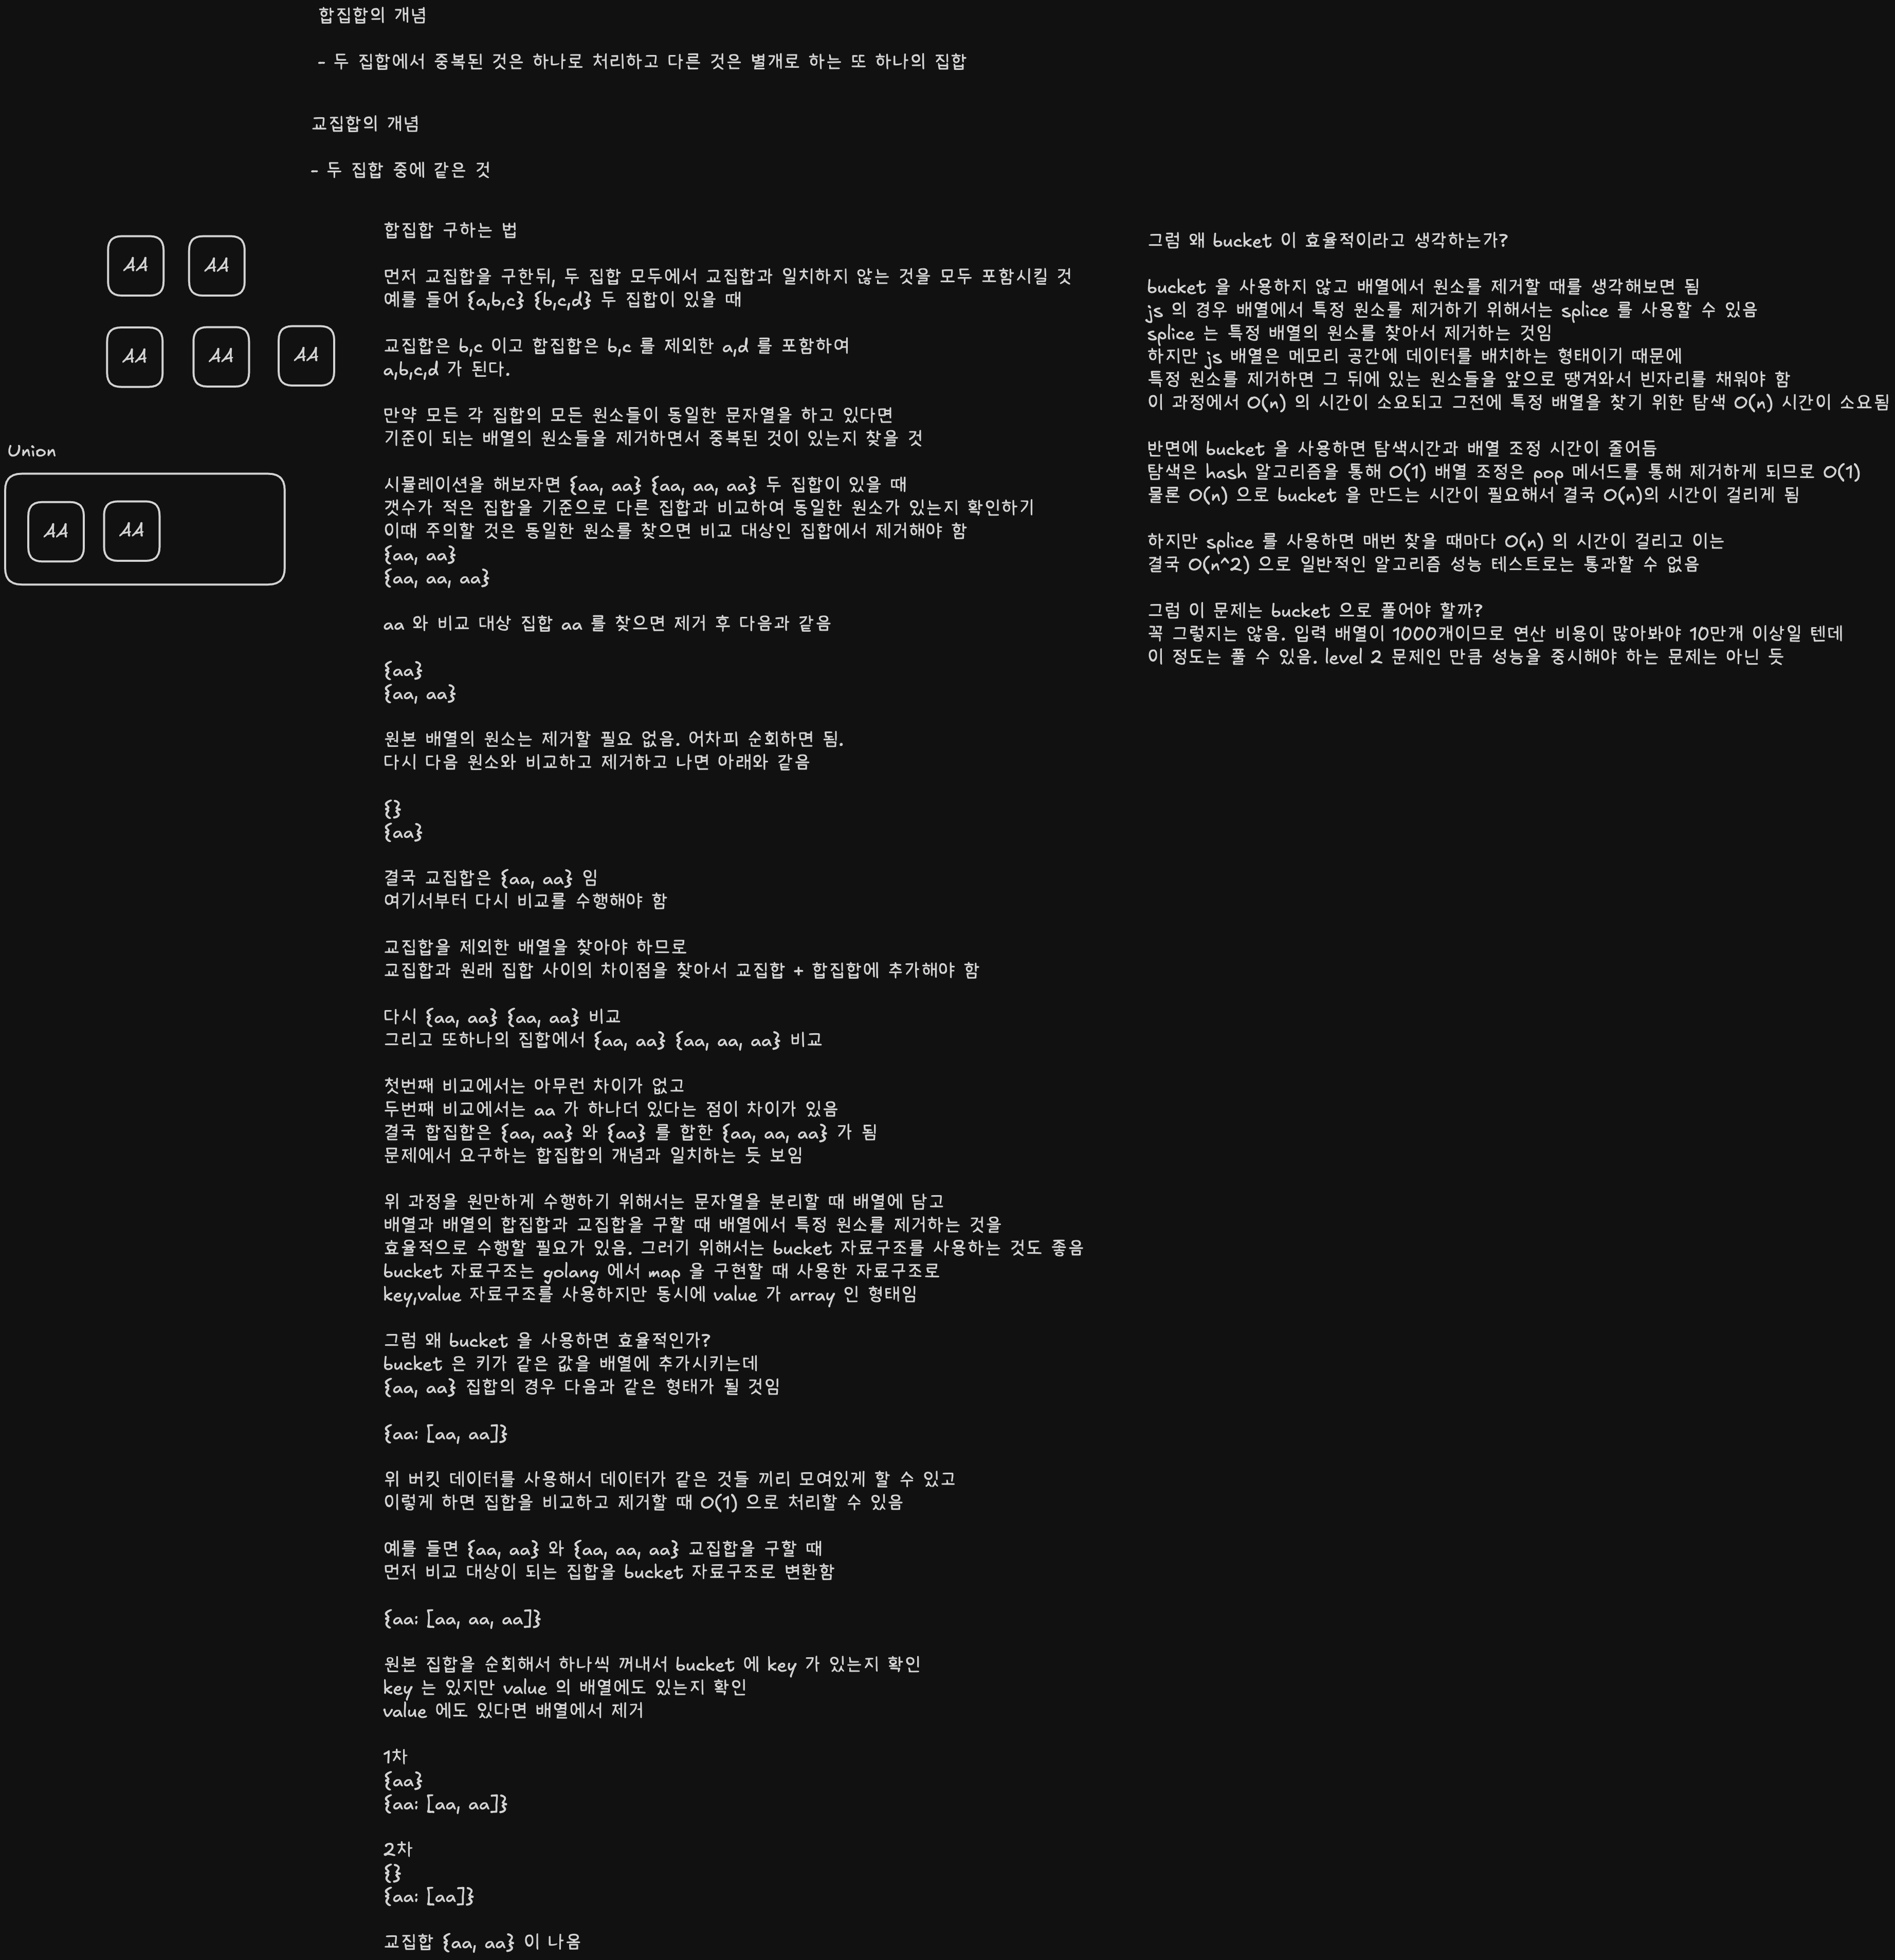 합집합의 개념
- 두 집합에서 중복된 것은 하나로 처리하고 다른 것은 별개로 하는 또 하나의 집합
교집합의 개념
- 두 집합 중에 같은 것
AA AA
AA AA AA
Union
AA AA
합집합 구하는 법
먼저 교집합을 구한뒤, 두 집합 모두에서 교집합과 일치하지 않는 것을 모두 포함시킬 것
예를 들어 {a,b,c} {b,c,d} 두 집합이 있을 때
교집합은 b,c 이고 합집합은 b,c 를 제외한 a,d 를 포함하여
a,b,c,d 가 된다.
만약 모든 각 집합의 모든 원소들이 동일한 문자열을 하고 있다면
기준이 되는 배열의 원소들을 제거하면서 중복된 것이 있는지 찾을 것
시뮬레이션을 해보자면 {aa, aa} {aa, aa, aa} 두 집합이 있을 때
갯수가 적은 집합을 기준으로 다른 집합과 비교하여 동일한 원소가 있는지 확인하기
이때 주의할 것은 동일한 원소를 찾으면 비교 대상인 집합에서 제거해야 함
{aa, aa}
{aa, aa, aa}
aa 와 비교 대상 집합 aa 를 찾으면 제거 후 다음과 같음
{aa}
{aa, aa}
원본 배열의 원소는 제거할 필요 없음. 어차피 순회하면 됨.
다시 다음 원소와 비교하고 제거하고 나면 아래와 같음
{}
{aa}
결국 교집합은 {aa, aa} 임
여기서부터 다시 비교를 수행해야 함
교집합을 제외한 배열을 찾아야 하므로
교집합과 원래 집합 사이의 차이점을 찾아서 교집합 + 합집합에 추가해야 함
다시 {aa, aa} {aa, aa} 비교
그리고 또하나의 집합에서 {aa, aa} {aa, aa, aa} 비교
첫번째 비교에서는 아무런 차이가 없고
두번째 비교에서는 aa 가 하나더 있다는 점이 차이가 있음
결국 합집합은 {aa, aa} 와 {aa} 를 합한 {aa, aa, aa} 가 됨
문제에서 요구하는 합집합의 개념과 일치하는 듯 보임
위 과정을 원만하게 수행하기 위해서는 문자열을 분리할 때 배열에 담고
배열과 배열의 합집합과 교집합을 구할 때 배열에서 특정 원소를 제거하는 것을
효율적으로 수행할 필요가 있음. 그러기 위해서는 bucket 자료구조를 사용하는 것도 좋음
bucket 자료구조는 golang 에서 map 을 구현할 때 사용한 자료구조로
key,value 자료구조를 사용하지만 동시에 value 가 array 인 형태임
그럼 왜 bucket 을 사용하면 효율적인가?
bucket 은 키가 같은 값을 배열에 추가시키는데
{aa, aa} 집합의 경우 다음과 같은 형태가 될 것임
{aa: [aa, aa]}
위 버킷 데이터를 사용해서 데이터가 같은 것들 끼리 모여있게 할 수 있고
이렇게 하면 집합을 비교하고 제거할 때 O(1) 으로 처리할 수 있음
예를 들면 {aa, aa} 와 {aa, aa, aa} 교집합을 구할 때
먼저 비교 대상이 되는 집합을 bucket 자료구조로 변환함
{aa: [aa, aa, aa]}
원본 집합을 순회해서 하나씩 꺼내서 bucket 에 key 가 있는지 확인
key 는 있지만 value 의 배열에도 있는지 확인
value 에도 있다면 배열에서 제거
1차
{aa}
{aa: [aa, aa]}
2차
{}
{aa: [aa]}
교집합 {aa, aa} 이 나옴
그럼 왜 bucket 이 효율적이라고 생각하는가?
bucket 을 사용하지 않고 배열에서 원소를 제거할 때를 생각해보면 됨
js 의 경우 배열에서 특정 원소를 제거하기 위해서는 splice 를 사용할 수 있음
splice 는 특정 배열의 원소를 찾아서 제거하는 것임
하지만 js 배열은 메모리 공간에 데이터를 배치하는 형태이기 때문에
특정 원소를 제거하면 그 뒤에 있는 원소들을 앞으로 땡겨와서 빈자리를 채워야 함
이 과정에서 O(n) 의 시간이 소요되고 그전에 특정 배열을 찾기 위한 탐색 O(n) 시간이 소요됨
반면에 bucket 을 사용하면 탐색시간과 배열 조정 시간이 줄어듬
탐색은 hash 알고리즘을 통해 O(1) 배열 조정은 pop 메서드를 통해 제거하게 되므로 O(1)
물론 O(n) 으로 bucket 을 만드는 시간이 필요해서 결국 O(n)의 시간이 걸리게 됨
하지만 splice 를 사용하면 매번 찾을 때마다 O(n) 의 시간이 걸리고 이는
결국 O(n^2) 으로 일반적인 알고리즘 성능 테스트로는 통과할 수 없음
그럼 이 문제는 bucket 으로 풀어야 할까?
꼭 그렇지는 않음. 입력 배열이 1000개이므로 연산 비용이 많아봐야 10만개 이상일 텐데
이 정도는 풀 수 있음. level 2 문제인 만큼 성능을 중시해야 하는 문제는 아닌 듯